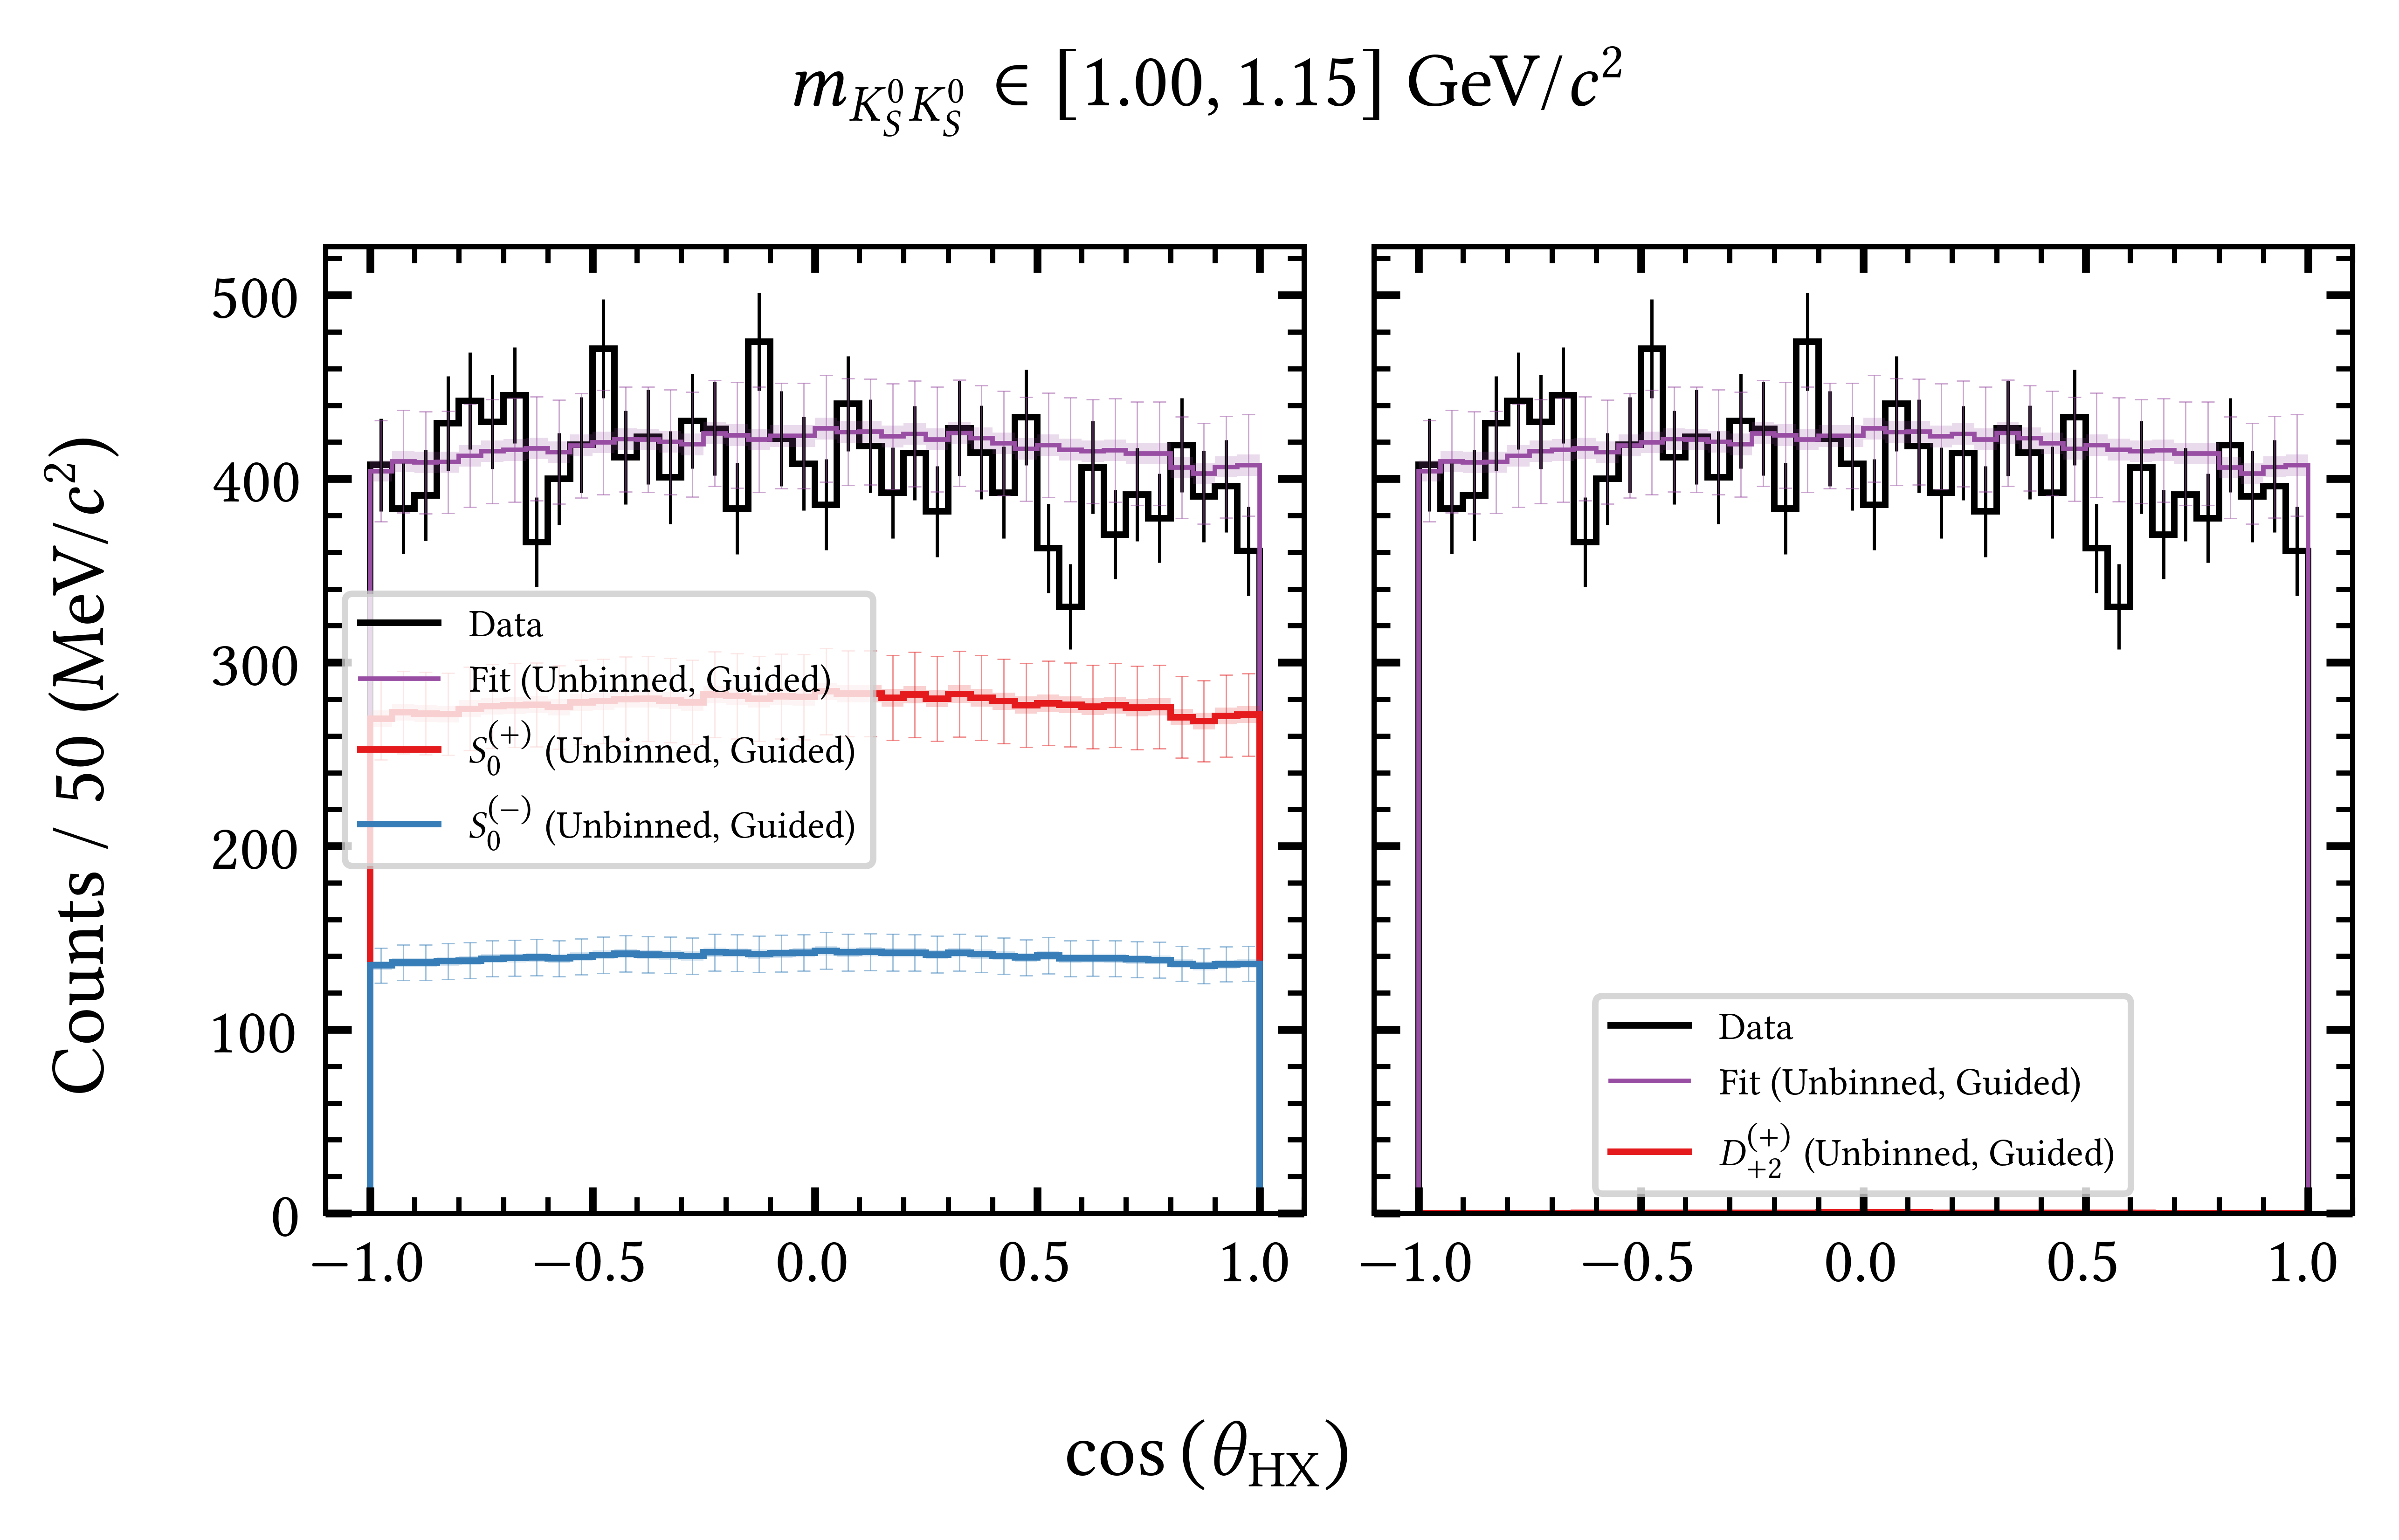 m_{K_S^0 K_S^0} ∈ [1.00, 1.15] GeV/c²
Counts / 50 (MeV/c²)
500
400
300
200
100
0
Data
Fit (Unbinned, Guided)
S_0^{(+)} (Unbinned, Guided)
S_0^{(−)} (Unbinned, Guided)
−1.0 −0.5 0.0 0.5 1.0
Data
Fit (Unbinned, Guided)
D_{+2}^{(+)} (Unbinned, Guided)
−1.0 −0.5 0.0 0.5 1.0
cos (θ_{HX})